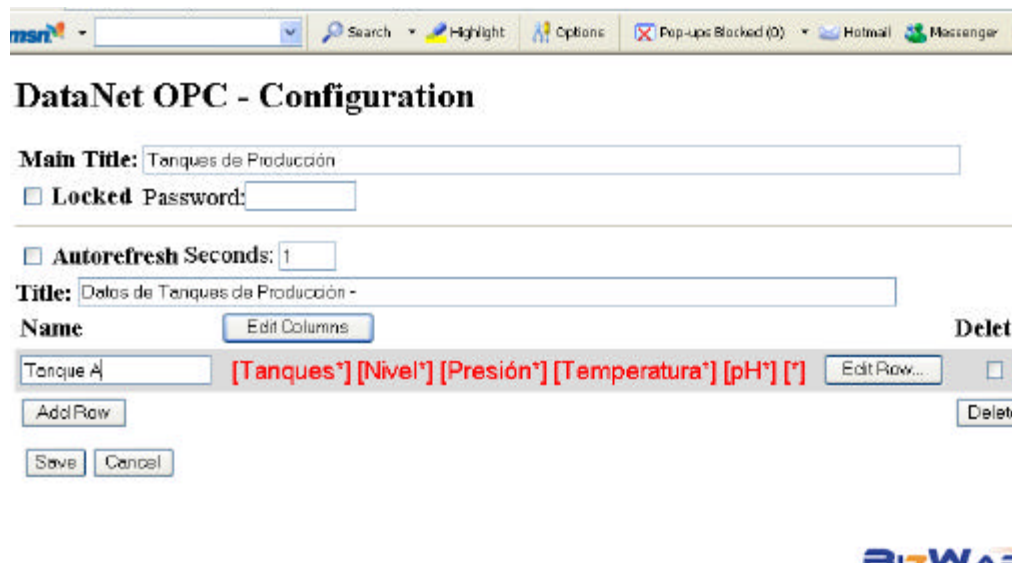 msn Search Highlight Options Pop-ups Blocked (0) Hotmail Messenger
DataNet OPC - Configuration
Main Title: Tanques de Producción
Locked Password:
Autorefresh Seconds: 1
Title: Datos de Tanques de Producción -
Name Edit Columns Delet
Tanque A [Tanques*] [Nivel*] [Presión*] [Temperatura*] [pH*] [*] Edit Row...
Add Row Delet
Save Cancel